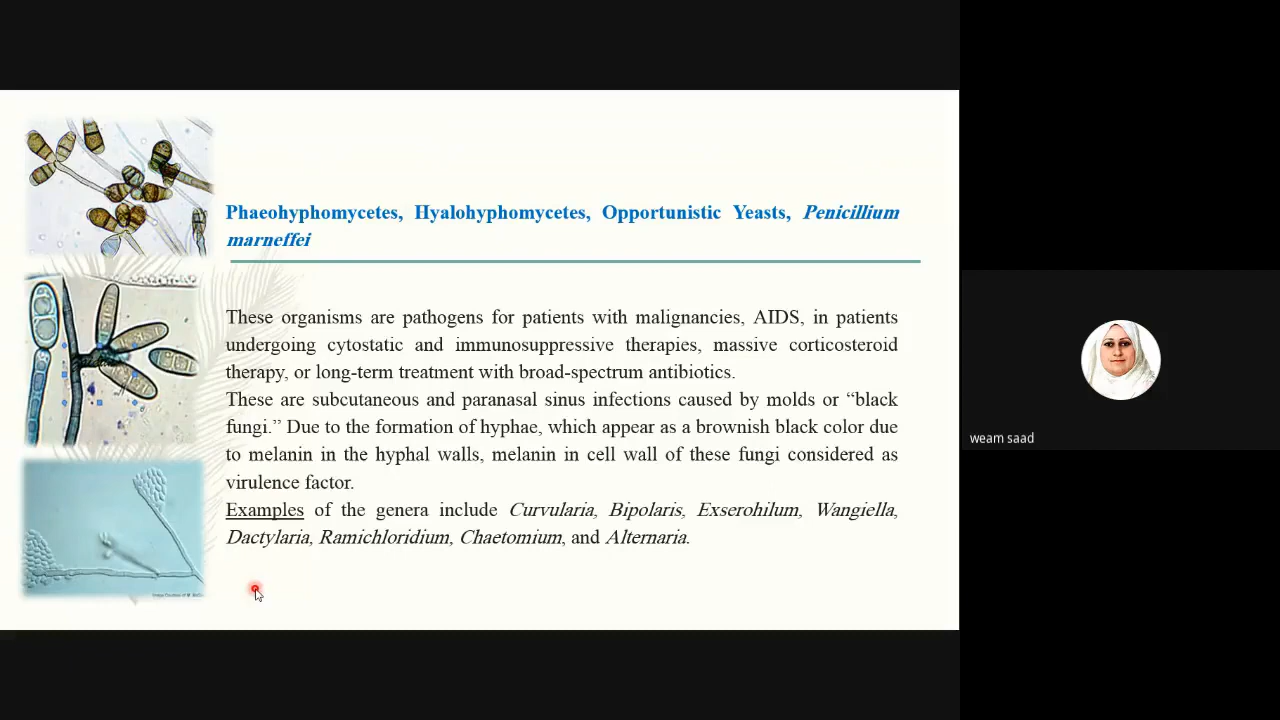 Phaeohyphomycetes, Hyalohyphomycetes, Opportunistic Yeasts, Penicillium
marneffei
These organisms are pathogens for patients with malignancies, AIDS, in patients
undergoing cytostatic and immunosuppressive therapies, massive corticosteroid
therapy, or long-term treatment with broad-spectrum antibiotics.
These are subcutaneous and paranasal sinus infections caused by molds or “black
fungi.” Due to the formation of hyphae, which appear as a brownish black color due
to melanin in the hyphal walls, melanin in cell wall of these fungi considered as
virulence factor.
Examples of the genera include Curvularia, Bipolaris, Exserohilum, Wangiella,
Dactylaria, Ramichloridium, Chaetomium, and Alternaria.
weam saad